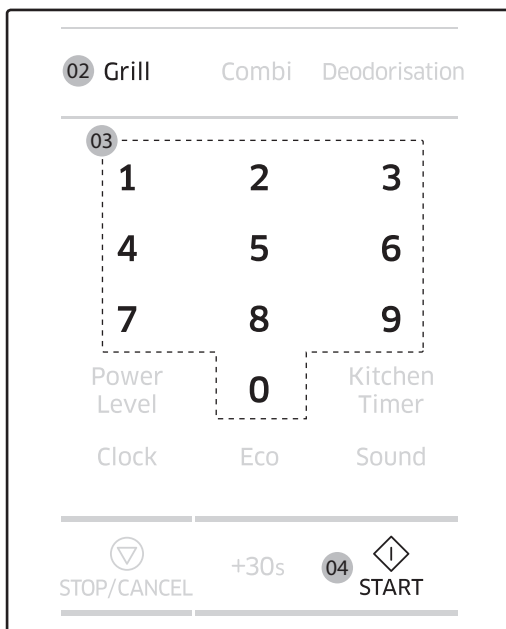 02 Grill Combi Deodorisation
03
1 2 3
4 5 6
7 8 9
Power Level 0 Kitchen Timer
Clock Eco Sound
STOP/CANCEL +30s 04 START